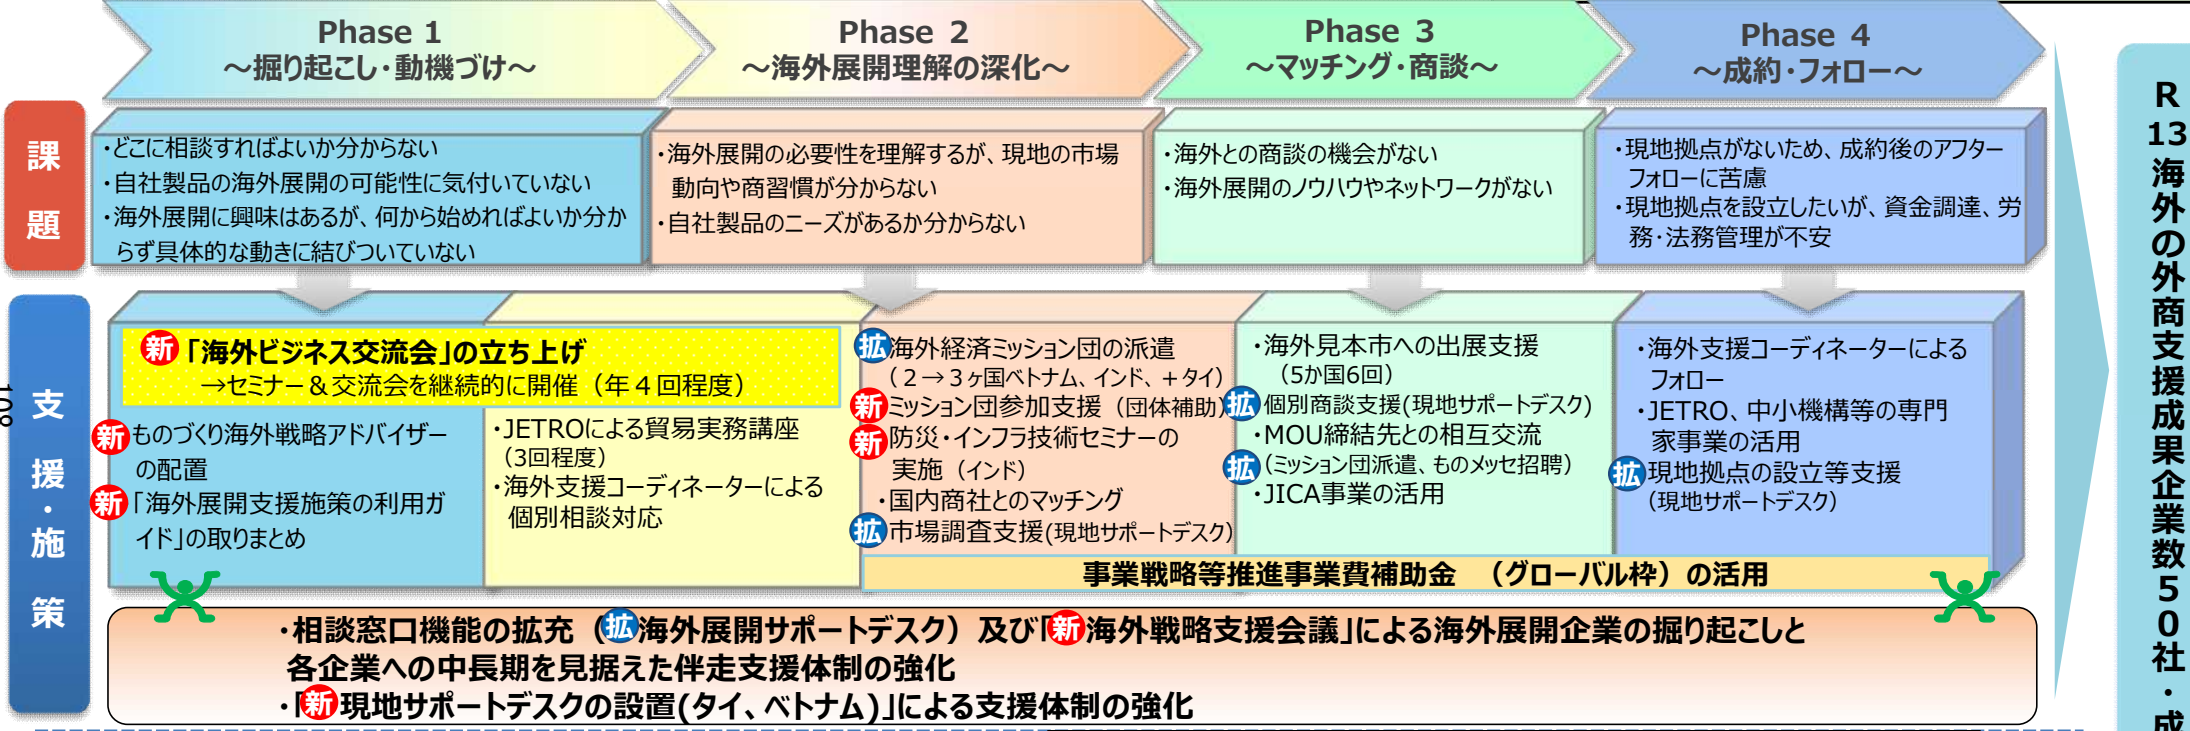 Phase 1
～掘り起こし・動機づけ～
Phase 2
～海外展開理解の深化～
Phase 3
～マッチング・商談～
Phase 4
～成約・フォロー～
課題
・どこに相談すればよいか分からない
・自社製品の海外展開の可能性に気付いていない
・海外展開に興味はあるが、何から始めればよいか分か
らず具体的な動きに結びついていない
・海外展開の必要性を理解するが、現地の市場
動向や商習慣が分からない
・自社製品のニーズがあるか分からない
・海外との商談の機会がない
・海外展開のノウハウやネットワークがない
・現地拠点がないため、成約後のアフター
フォローに苦慮
・現地拠点を設立したいが、資金調達、労
務・法務管理が不安
支援・施策
新「海外ビジネス交流会」の立ち上げ
→セミナー＆交流会を継続的に開催（年４回程度）
新ものづくり海外戦略アドバイザー
の配置
新「海外展開支援施策の利用ガ
イド」の取りまとめ
・JETROによる貿易実務講座
(3回程度)
・海外支援コーディネーターによる
個別相談対応
拡海外経済ミッション団の派遣
（２→３ヶ国ベトナム、インド、＋タイ）
新ミッション団参加支援（団体補助）
新防災・インフラ技術セミナーの
実施（インド）
・国内商社とのマッチング
拡市場調査支援(現地サポートデスク)
・海外見本市への出展支援
（5か国6回）
拡個別商談支援(現地サポートデスク)
・MOU締結先との相互交流
拡（ミッション団派遣、ものメッセ招聘）
・JICA事業の活用
・海外支援コーディネーターによる
フォロー
・JETRO、中小機構等の専門
家事業の活用
拡現地拠点の設立等支援
(現地サポートデスク)
事業戦略等推進事業費補助金　（グローバル枠）の活用
・相談窓口機能の拡充（拡海外展開サポートデスク）及び「新海外戦略支援会議」による海外展開企業の掘り起こしと
各企業への中長期を見据えた伴走支援体制の強化
・「新現地サポートデスクの設置(タイ、ベトナム)」による支援体制の強化
R13海外の外商支援成果企業数５０社・成